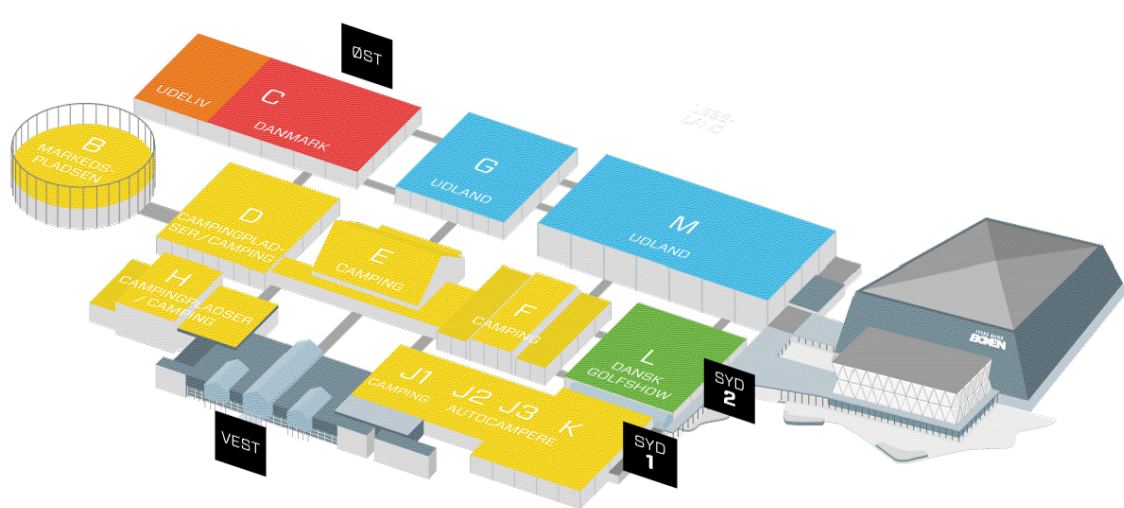 ØST
UDELIV
C
DANMARK
B
MARKEDS-
PLADSEN
G
UDLAND
M
UDLAND
D
CAMPINGPLAD-
SER/CAMPING
E
CAMPING
H
CAMPINGPLADSER
/CAMPING
F
CAMPING
L
DANSK
GOLFSHOW
J1
CAMPING
J2 J3
AUTOCAMPERE
K
SYD
2
SYD
1
VEST
BOXEN